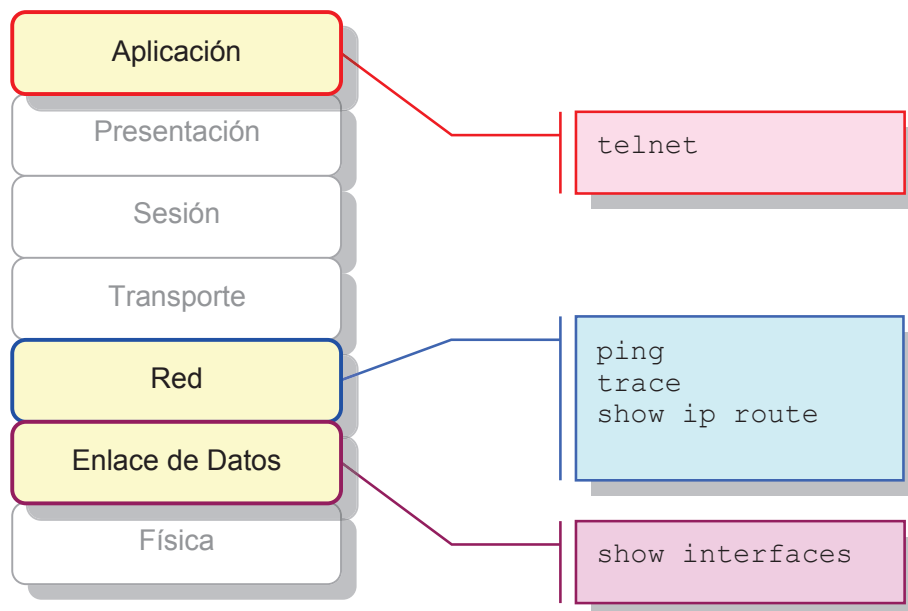 Aplicación
Presentación
Sesión
Transporte
Red
Enlace de Datos
Física
telnet
ping
trace
show ip route
show interfaces